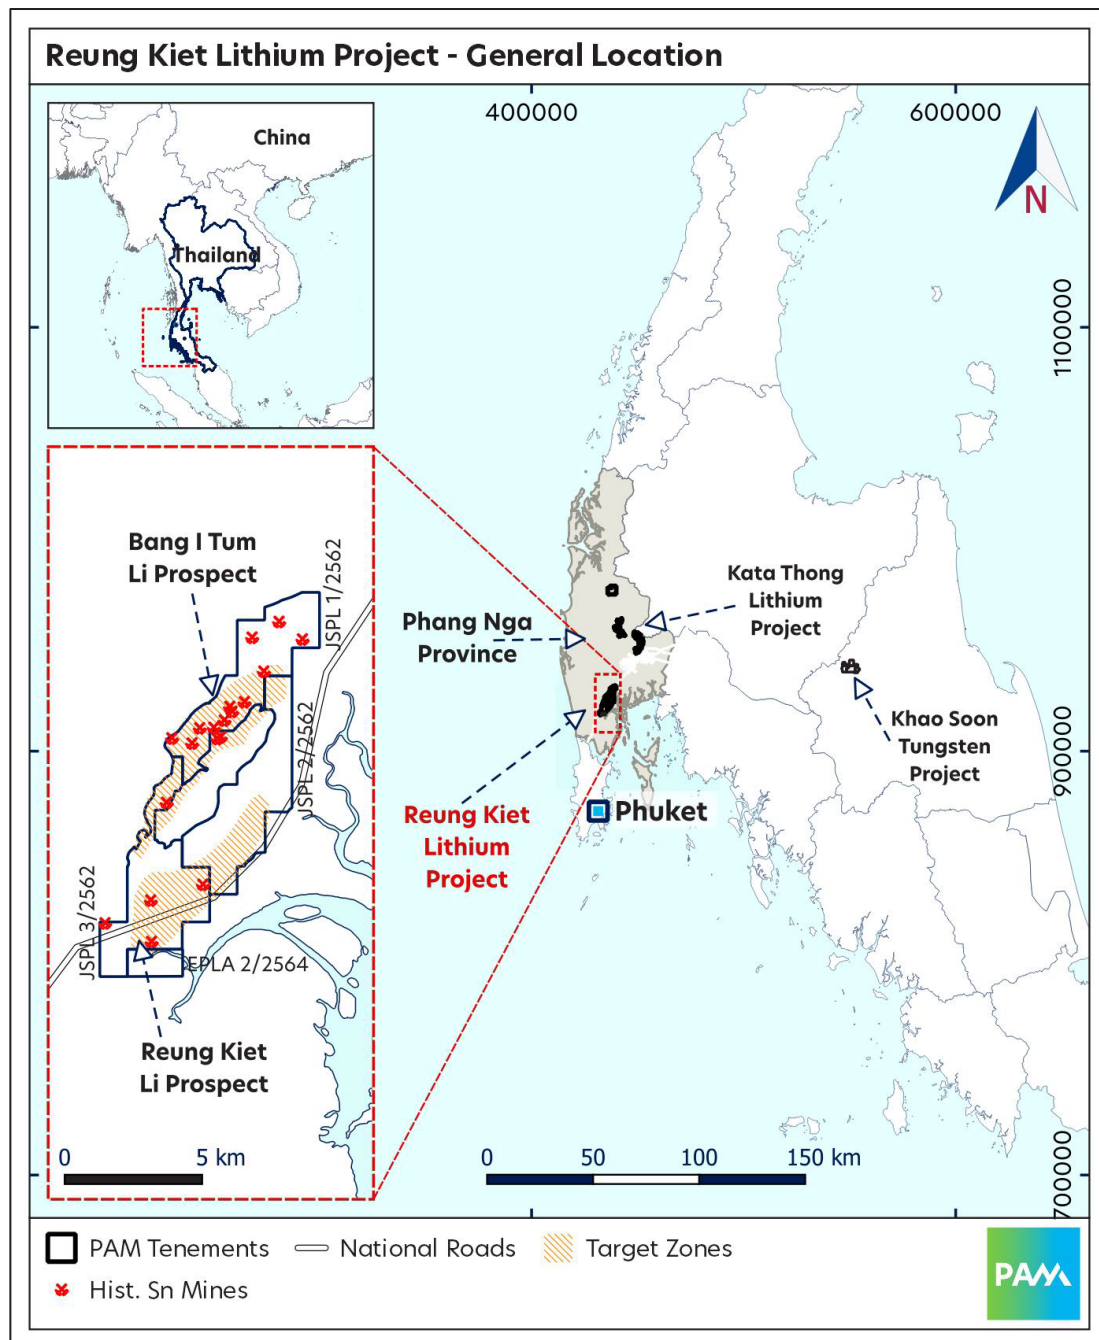 Reung Kiet Lithium Project - General Location
400000
600000
China
Thailand
N
1100000
Bang I Tum
Li Prospect
JSPL 1/2562
Kata Thong
Lithium
Project
Phang Nga
Province
JSPL 2/2562
Khao Soon
Tungsten
Project
900000
Reung Kiet
Lithium
Project
Phuket
JSPL 3/2562
EPLA 2/2564
Reung Kiet
Li Prospect
0 5 km
0 50 100 150 km
700000
PAM Tenements
National Roads
Target Zones
Hist. Sn Mines
PAM